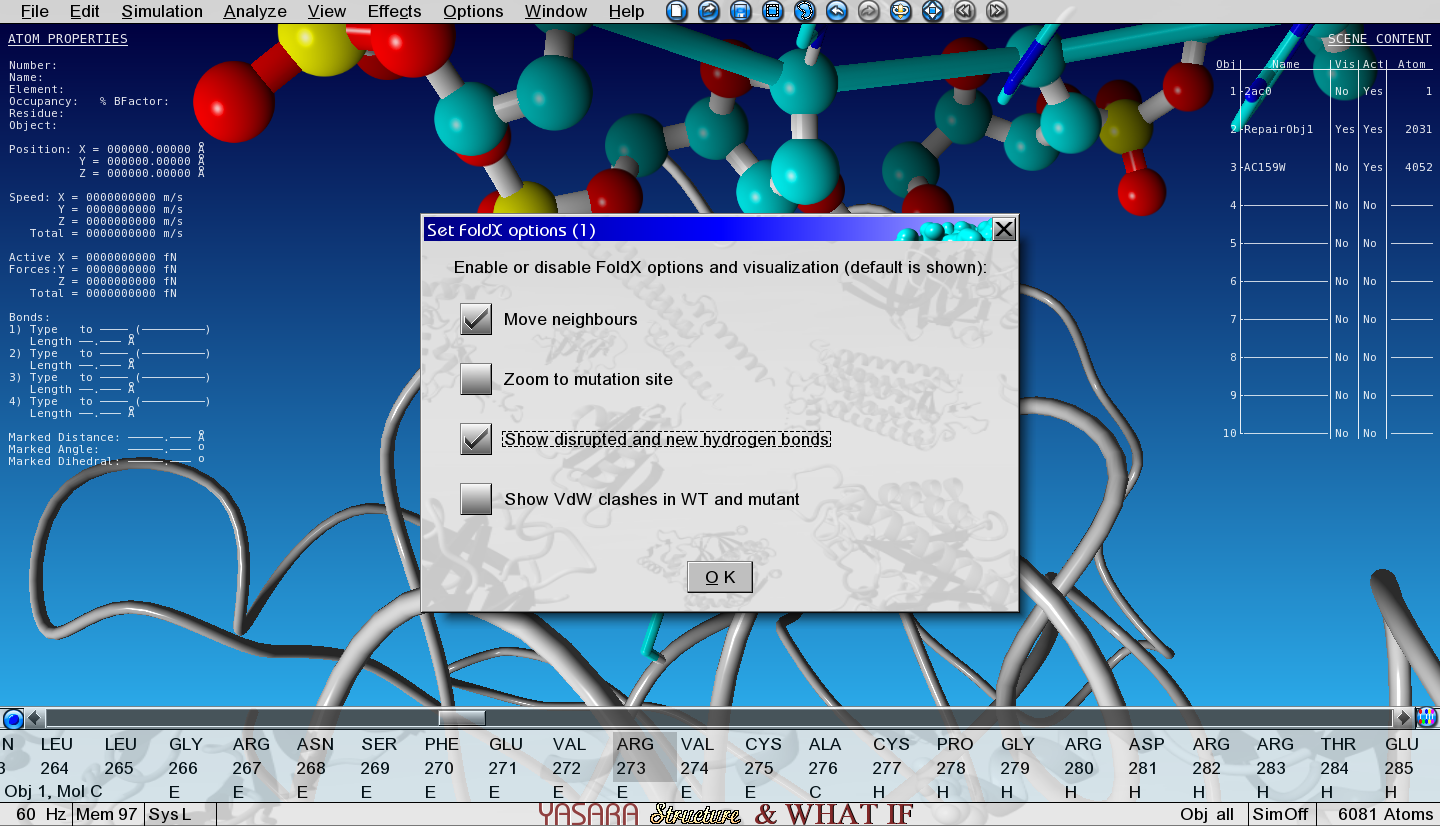 File Edit Simulation Analyze View Effects Options Window Help
ATOM PROPERTIES
Number:
Name:
Element:
Occupancy: % BFactor:
Residue:
Object:
Position: X = 000000.00000 Å
Y = 000000.00000 Å
Z = 000000.00000 Å
Speed: X = 0000000000 m/s
Y = 0000000000 m/s
Z = 0000000000 m/s
Total = 0000000000 m/s
Active X = 0000000000 fN
Forces:Y = 0000000000 fN
Z = 0000000000 fN
Total = 0000000000 fN
Bonds:
1) Type to ──── (─────────)
Length ──.─── Å
2) Type to ──── (─────────)
Length ──.─── Å
3) Type to ──── (─────────)
Length ──.─── Å
4) Type to ──── (─────────)
Length ──.─── Å
Marked Distance: ─────.─── Å
Marked Angle: ─────.─── °
Marked Dihedral: ─────.─── °
SCENE CONTENT
Obj Name Vis Act Atom
1 2ac0 No Yes 1
2 RepairObj1 Yes Yes 2031
3 AC159W No Yes 4052
4 No No
5 No No
6 No No
7 No No
8 No No
9 No No
10 No No
Set FoldX options (1)
Enable or disable FoldX options and visualization (default is shown):
Move neighbours
Zoom to mutation site
Show disrupted and new hydrogen bonds
Show VdW clashes in WT and mutant
O K
N LEU LEU GLY ARG ASN SER PHE GLU VAL ARG VAL CYS ALA CYS PRO GLY ARG ASP ARG ARG THR GLU
3 264 265 266 267 268 269 270 271 272 273 274 275 276 277 278 279 280 281 282 283 284 285
Obj 1, Mol C E E E E E E E E E E C H H H H H H H H H
60 Hz Mem 97 Sys L YASARA Structure & WHAT IF Obj all SimOff 6081 Atoms